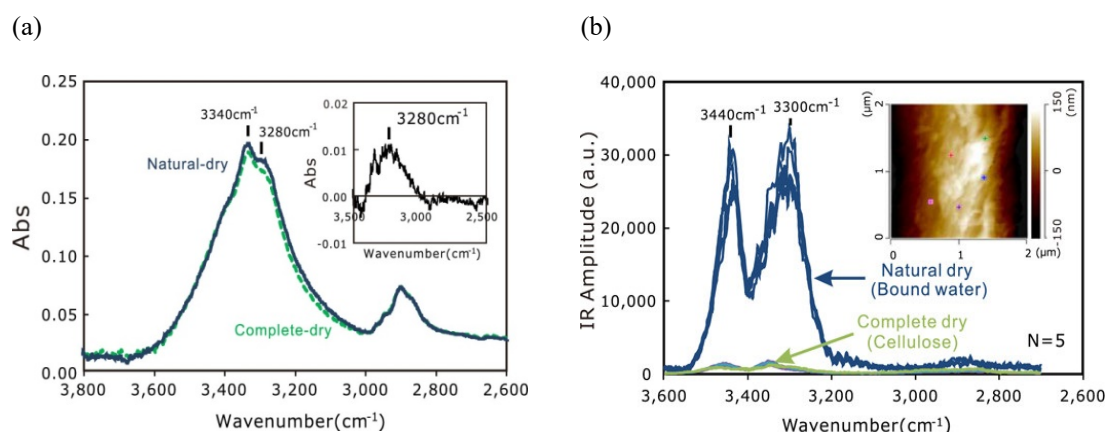 (a)
0.25
0.20
0.15
0.10
0.05
0.00
Abs
3,800 3,600 3,400 3,200 3,000 2,800 2,600
Wavenumber(cm-1)
3340cm-1
3280cm-1
Natural-dry
Complete-dry
0.02
0.01
0.00
-0.01
Abs
3280cm-1
3,500 3,000 2,500
Wavenumber(cm-1)
(b)
40,000
30,000
20,000
10,000
0
IR Amplitude (a.u.)
3,600 3,400 3,200 3,000 2,800 2,600
Wavenumber(cm-1)
3440cm-1
3300cm-1
Natural dry
(Bound water)
Complete dry
(Cellulose)
N=5
(μm)
2
1
0
0 1 2 (μm)
150
0
-150
(nm)